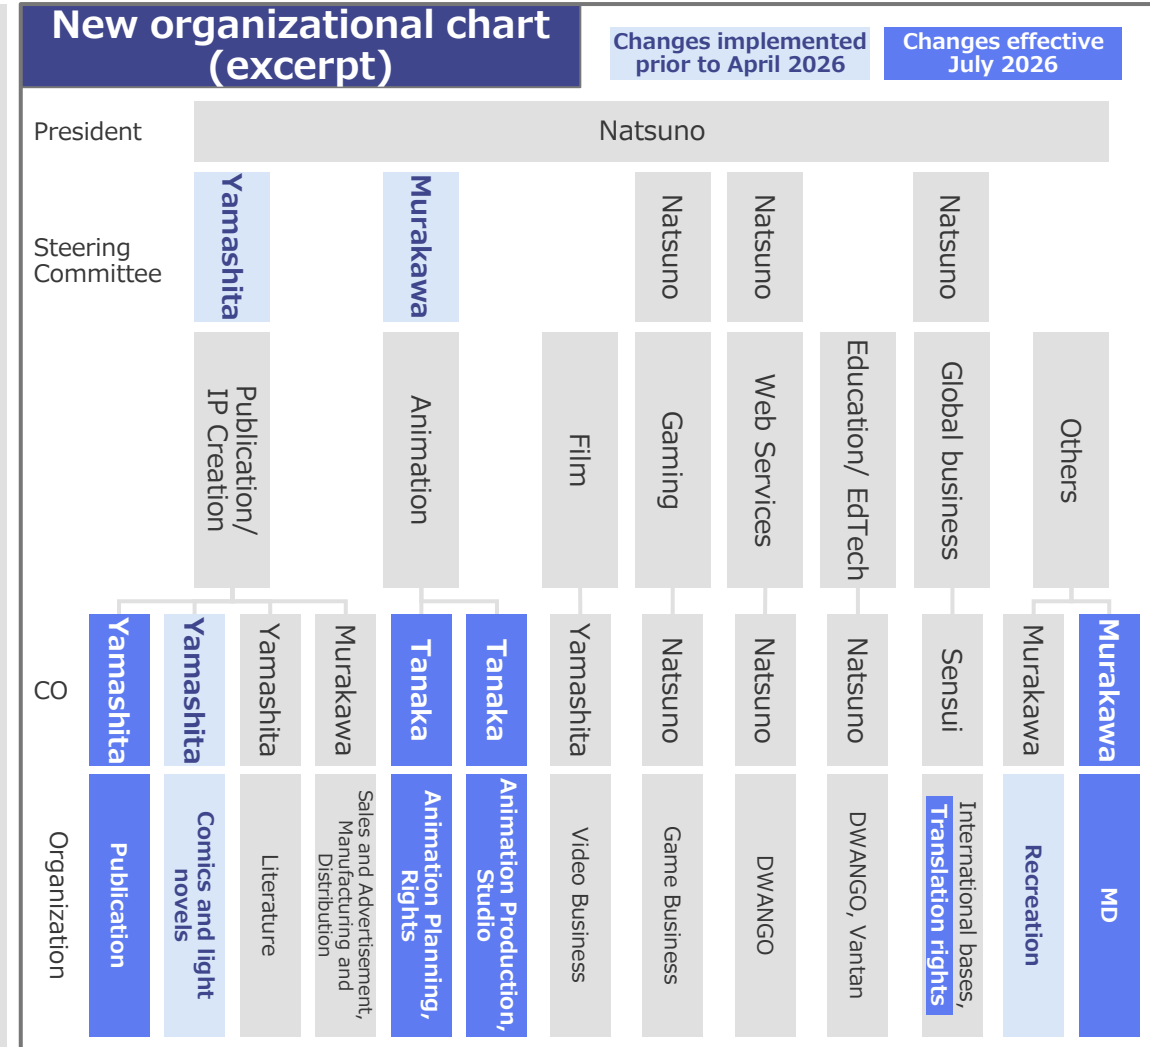 New organizational chart
(excerpt)
Changes implemented
prior to April 2026
Changes effective
July 2026
President
Natsuno
Steering
Committee
Yamashita
Murakawa
Natsuno
Natsuno
Natsuno
Publication/
IP Creation
Animation
Film
Gaming
Web Services
Education/ EdTech
Global business
Others
CO
Yamashita
Yamashita
Yamashita
Murakawa
Tanaka
Tanaka
Yamashita
Natsuno
Natsuno
Natsuno
Sensui
Murakawa
Murakawa
Organization
Publication
Comics and light
novels
Literature
Sales and Advertisement,
Manufacturing and
Distribution
Animation Planning,
Rights
Animation Production,
Studio
Video Business
Game Business
DWANGO
DWANGO, Vantan
International bases,
Translation rights
Recreation
MD